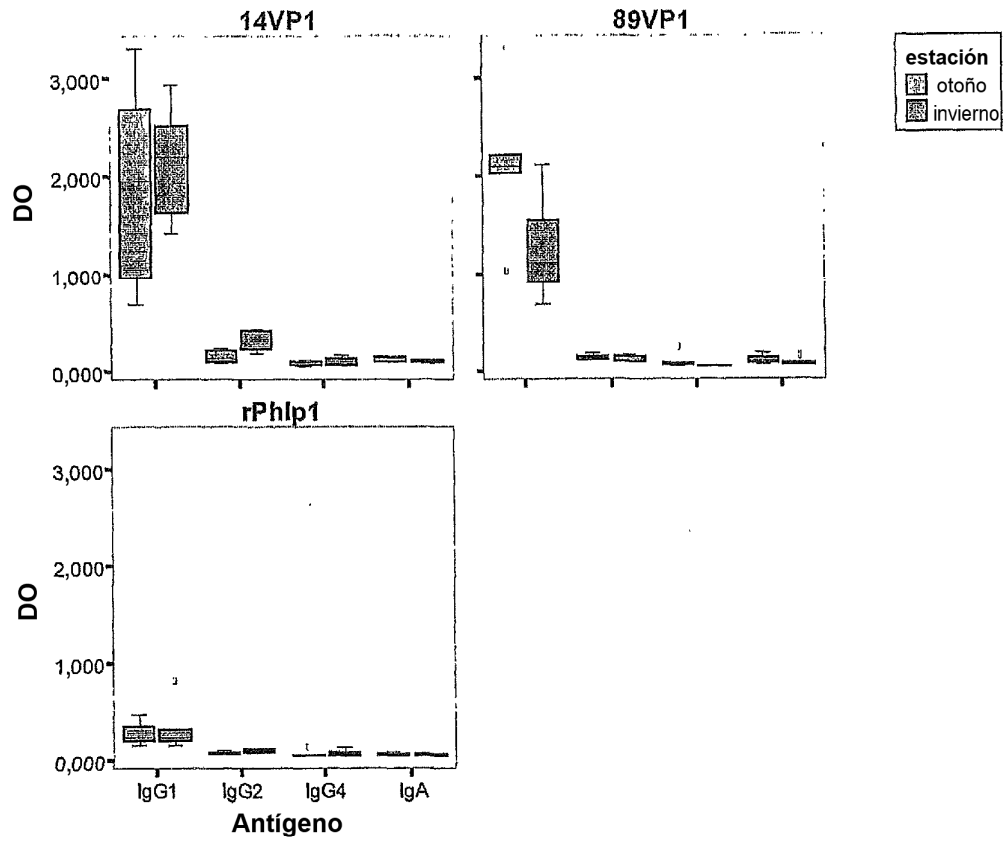 14VP1
89VP1
estación
otoño
invierno
3,000
2,000
1,000
0,000
DO
rPhlp1
3,000
2,000
1,000
0,000
DO
IgG1 IgG2 IgG4 IgA
Antígeno